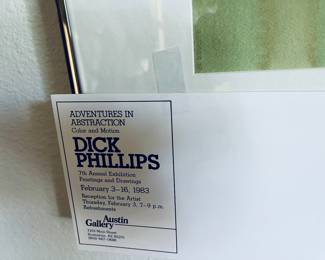 ADVENTURES IN
ABSTRACTION
Color and Motion
DICK
PHILLIPS
7th Annual Exhibition
Paintings and Drawings
February 3-16, 1983
Reception for the Artist
Thursday, February 3, 7-9 p.m.
Refreshments
Austin
Gallery